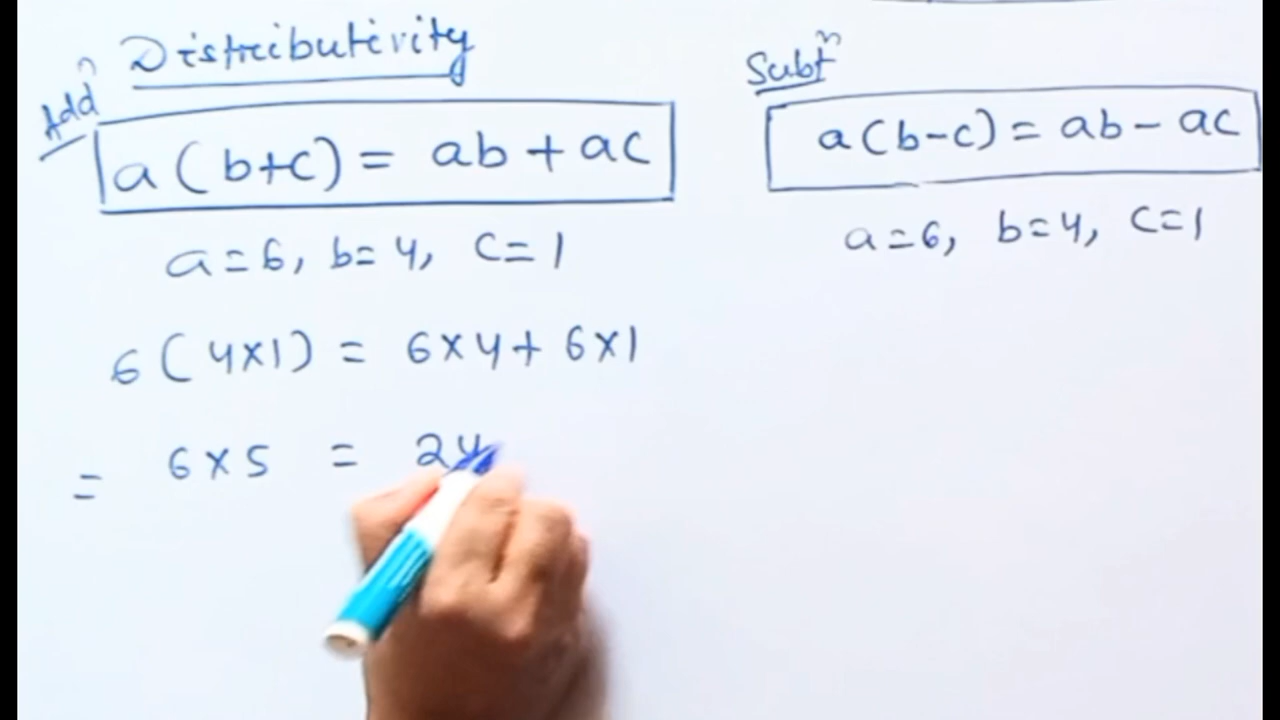 Distributivity
Addⁿ
a (b+c) = ab + ac
a = 6, b = 4, c = 1
6 (4×1) = 6×4 + 6×1
= 6×5 = 24
Subtⁿ
a (b-c) = ab - ac
a = 6, b = 4, c = 1